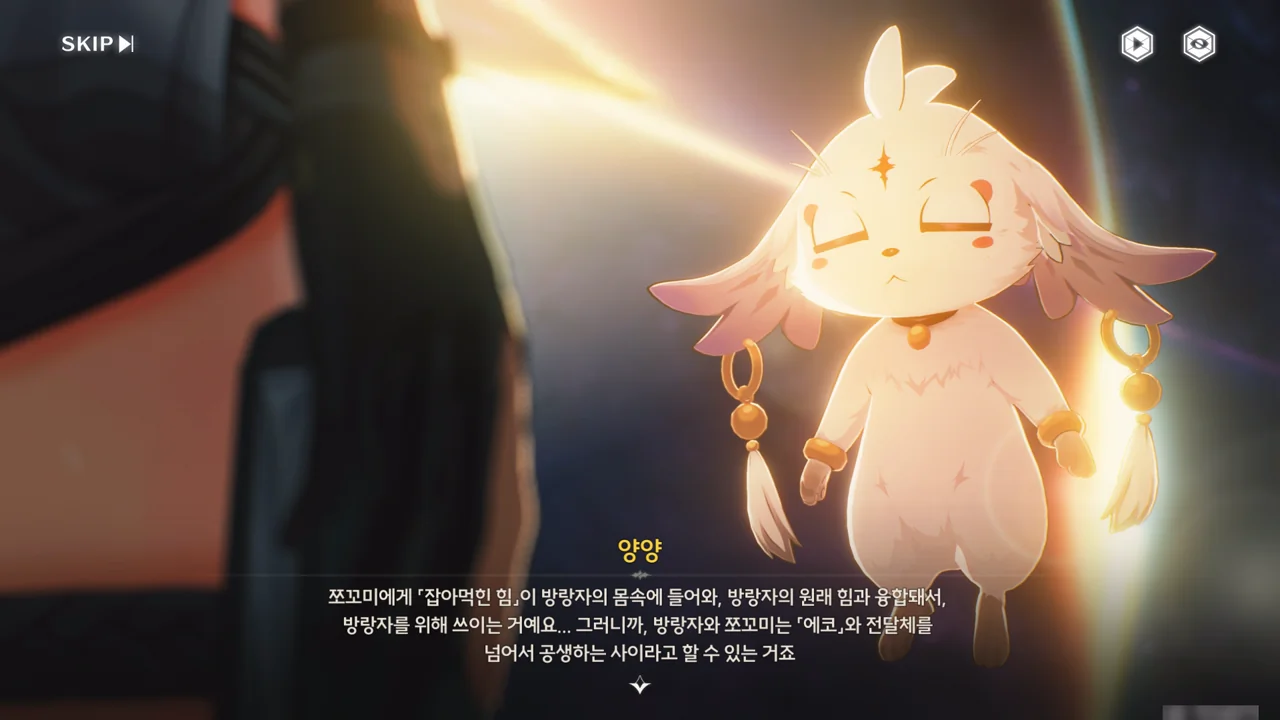 SKIP
양양
쪼꼬미에게 「잡아먹힌 힘」이 방랑자의 몸속에 들어와, 방랑자의 원래 힘과 융합돼서,
방랑자를 위해 쓰이는 거예요... 그러니까, 방랑자와 쪼꼬미는 「에코」와 전달체를
넘어서 공생하는 사이라고 할 수 있는 거죠